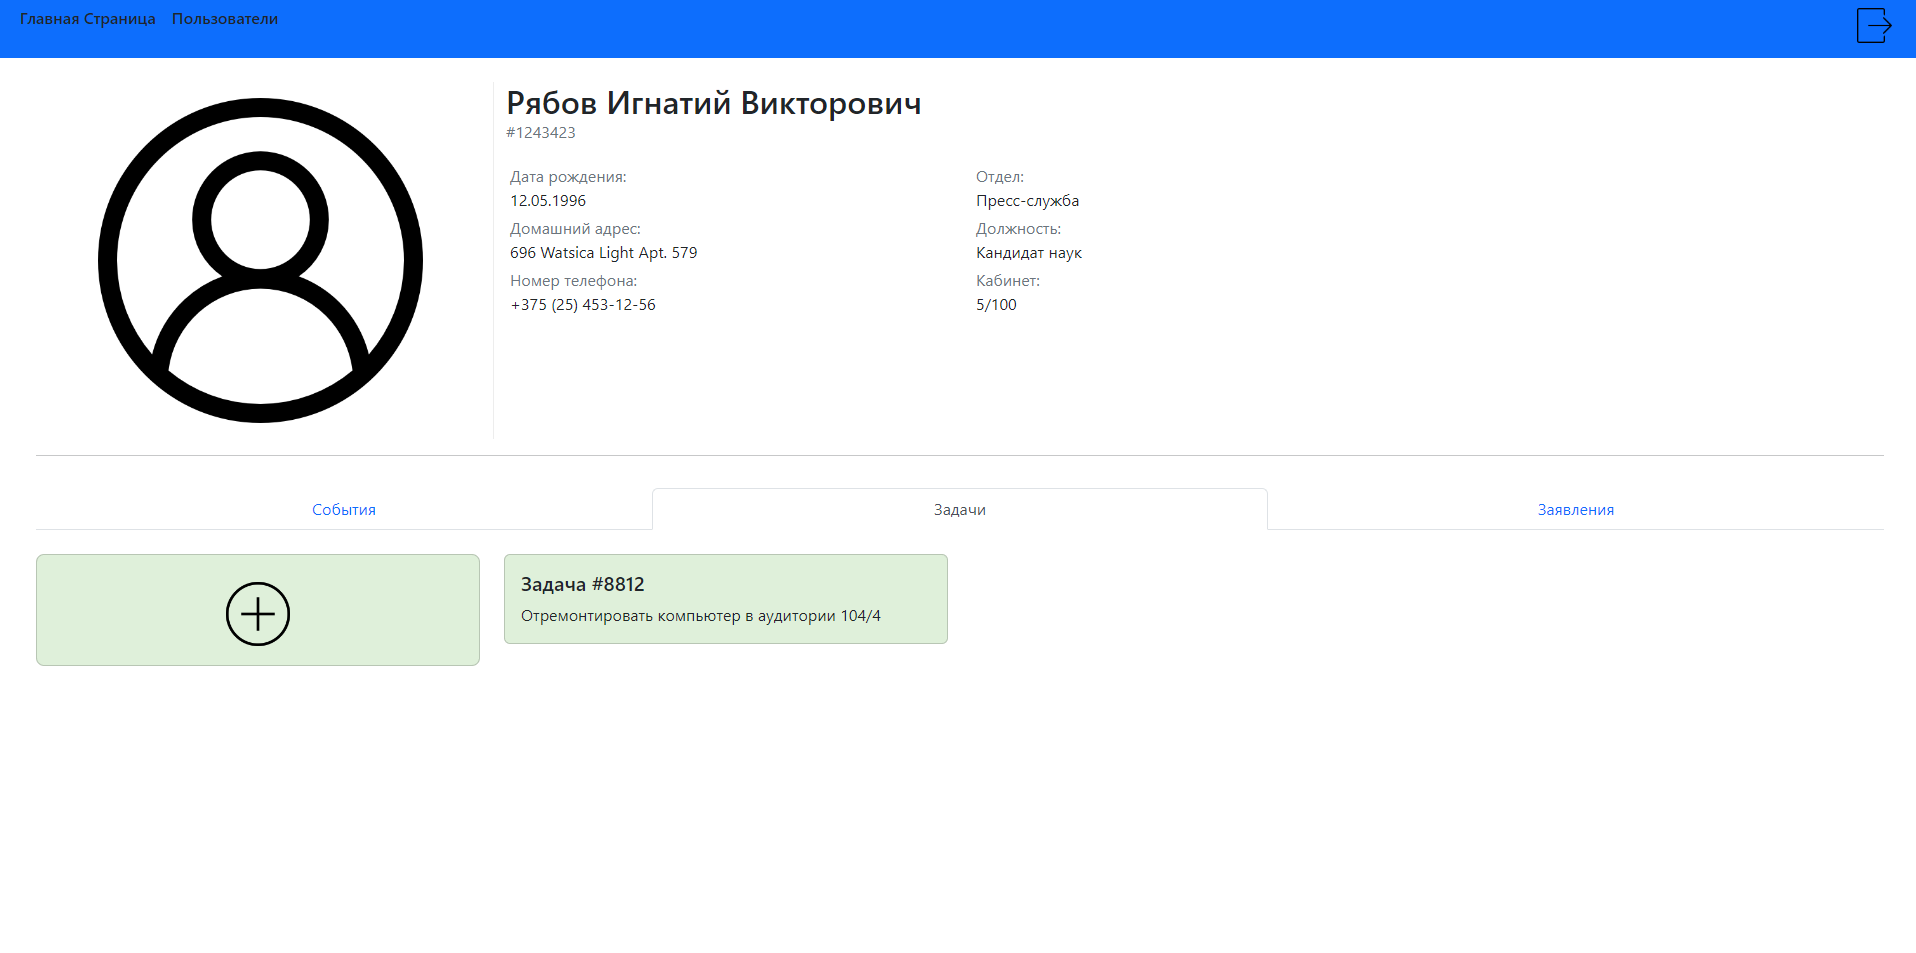 Главная Страница Пользователи
Рябов Игнатий Викторович
#1243423
Дата рождения:
12.05.1996
Домашний адрес:
696 Watsica Light Apt. 579
Номер телефона:
+375 (25) 453-12-56
Отдел:
Пресс-служба
Должность:
Кандидат наук
Кабинет:
5/100
События Задачи Заявления
Задача #8812
Отремонтировать компьютер в аудитории 104/4